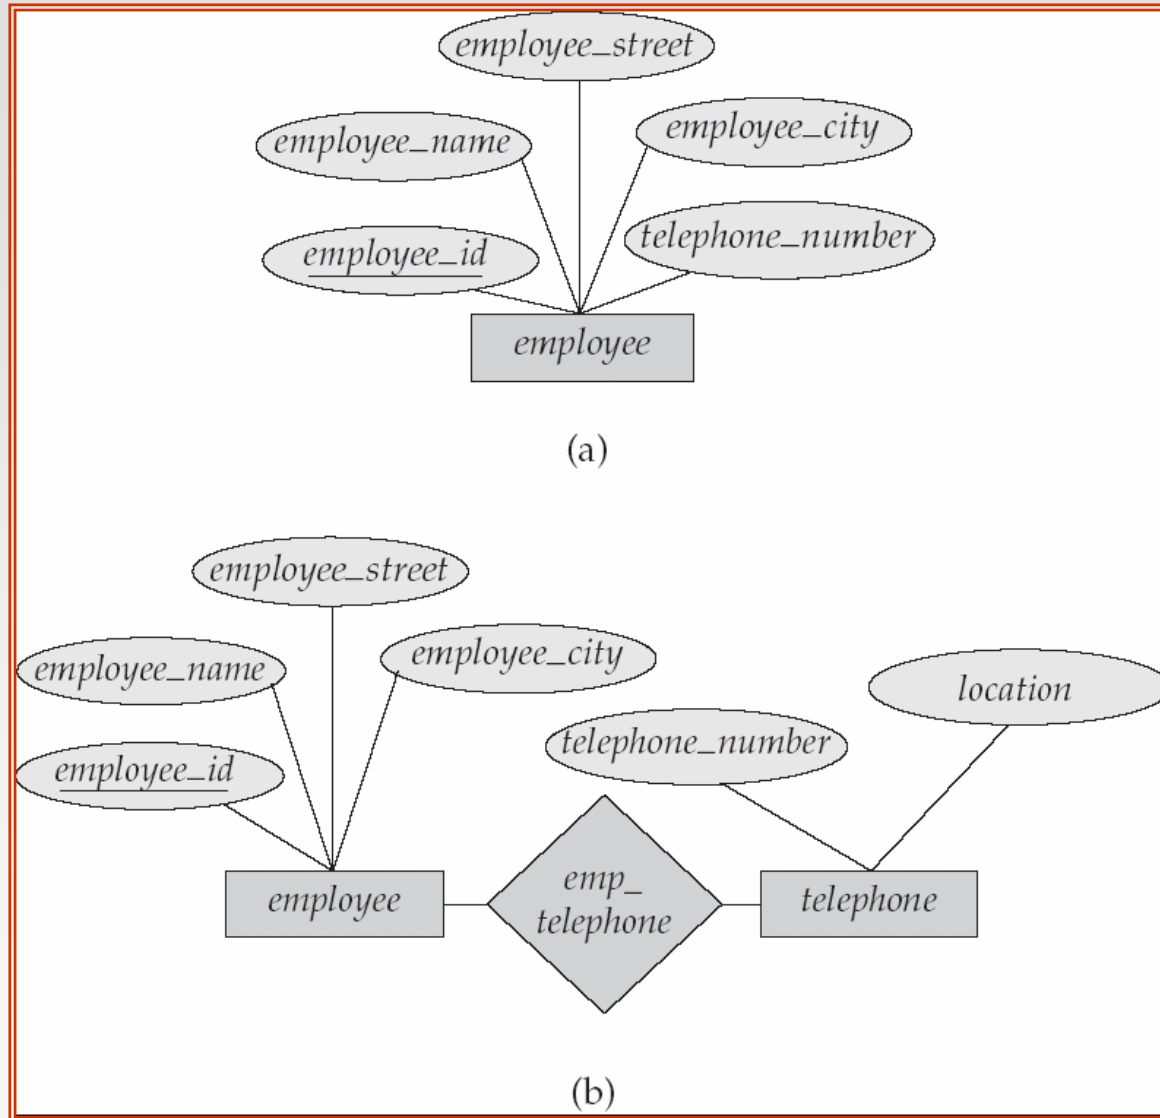 employee_street
employee_name
employee_city
employee_id
telephone_number
employee
(a)
employee_street
employee_name
employee_city
location
telephone_number
employee_id
employee
emp_
telephone
telephone
(b)